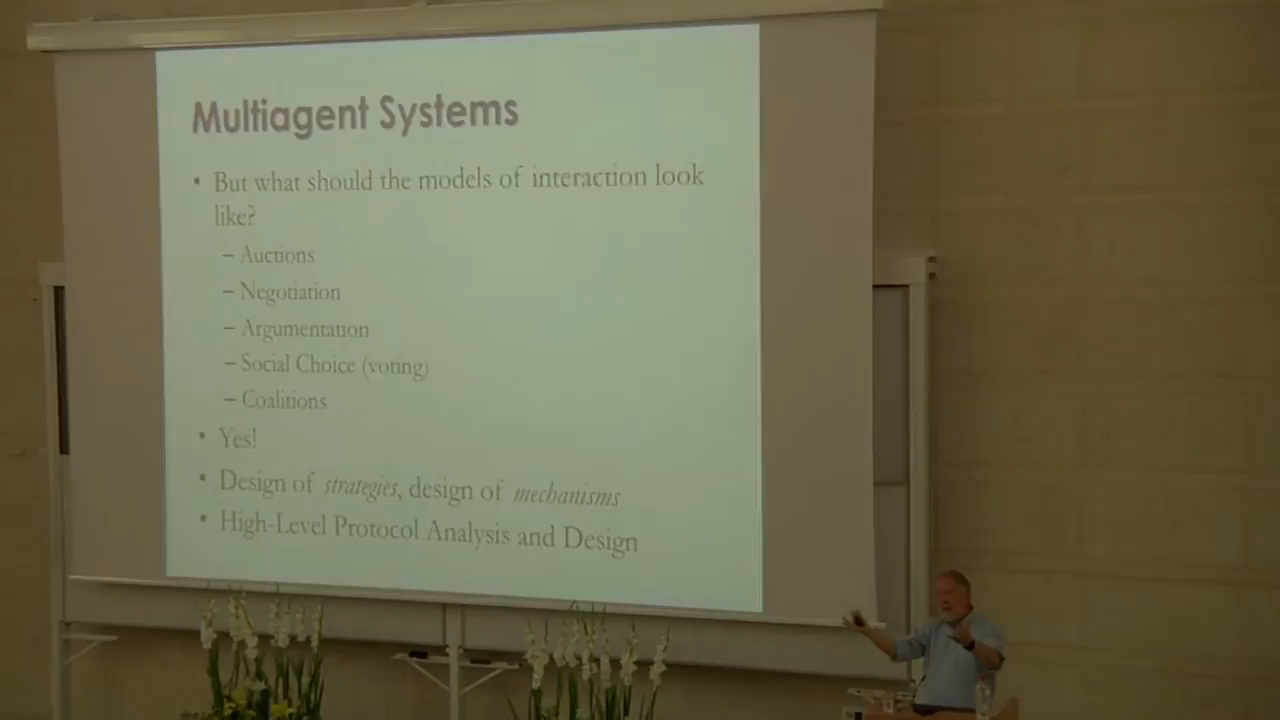 Multiagent Systems
• But what should the models of interaction look
like?
– Auctions
– Negotiation
– Argumentation
– Social Choice (voting)
– Coalitions
• Yes!
• Design of strategies, design of mechanisms
• High-Level Protocol Analysis and Design